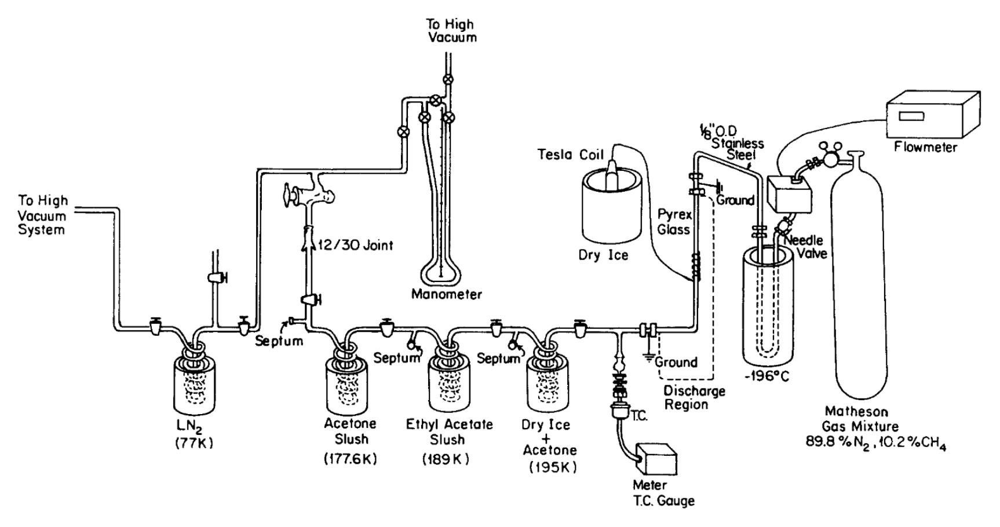 To High
Vacuum
Flowmeter
1/8" O.D
Stainless
Steel
Tesla Coil
Ground
To High
Vacuum
System
Pyrex
Glass
Dry Ice
Needle
Valve
12/30 Joint
Manometer
Septum
Septum
Septum
Ground
-196°C
Discharge
Region
T.C.
LN2
(77K)
Acetone
Slush
(177.6K)
Ethyl Acetate
Slush
(189K)
Dry Ice
+
Acetone
(195K)
Matheson
Gas Mixture
89.8 %N2, 10.2 %CH4
Meter
T.C. Gauge